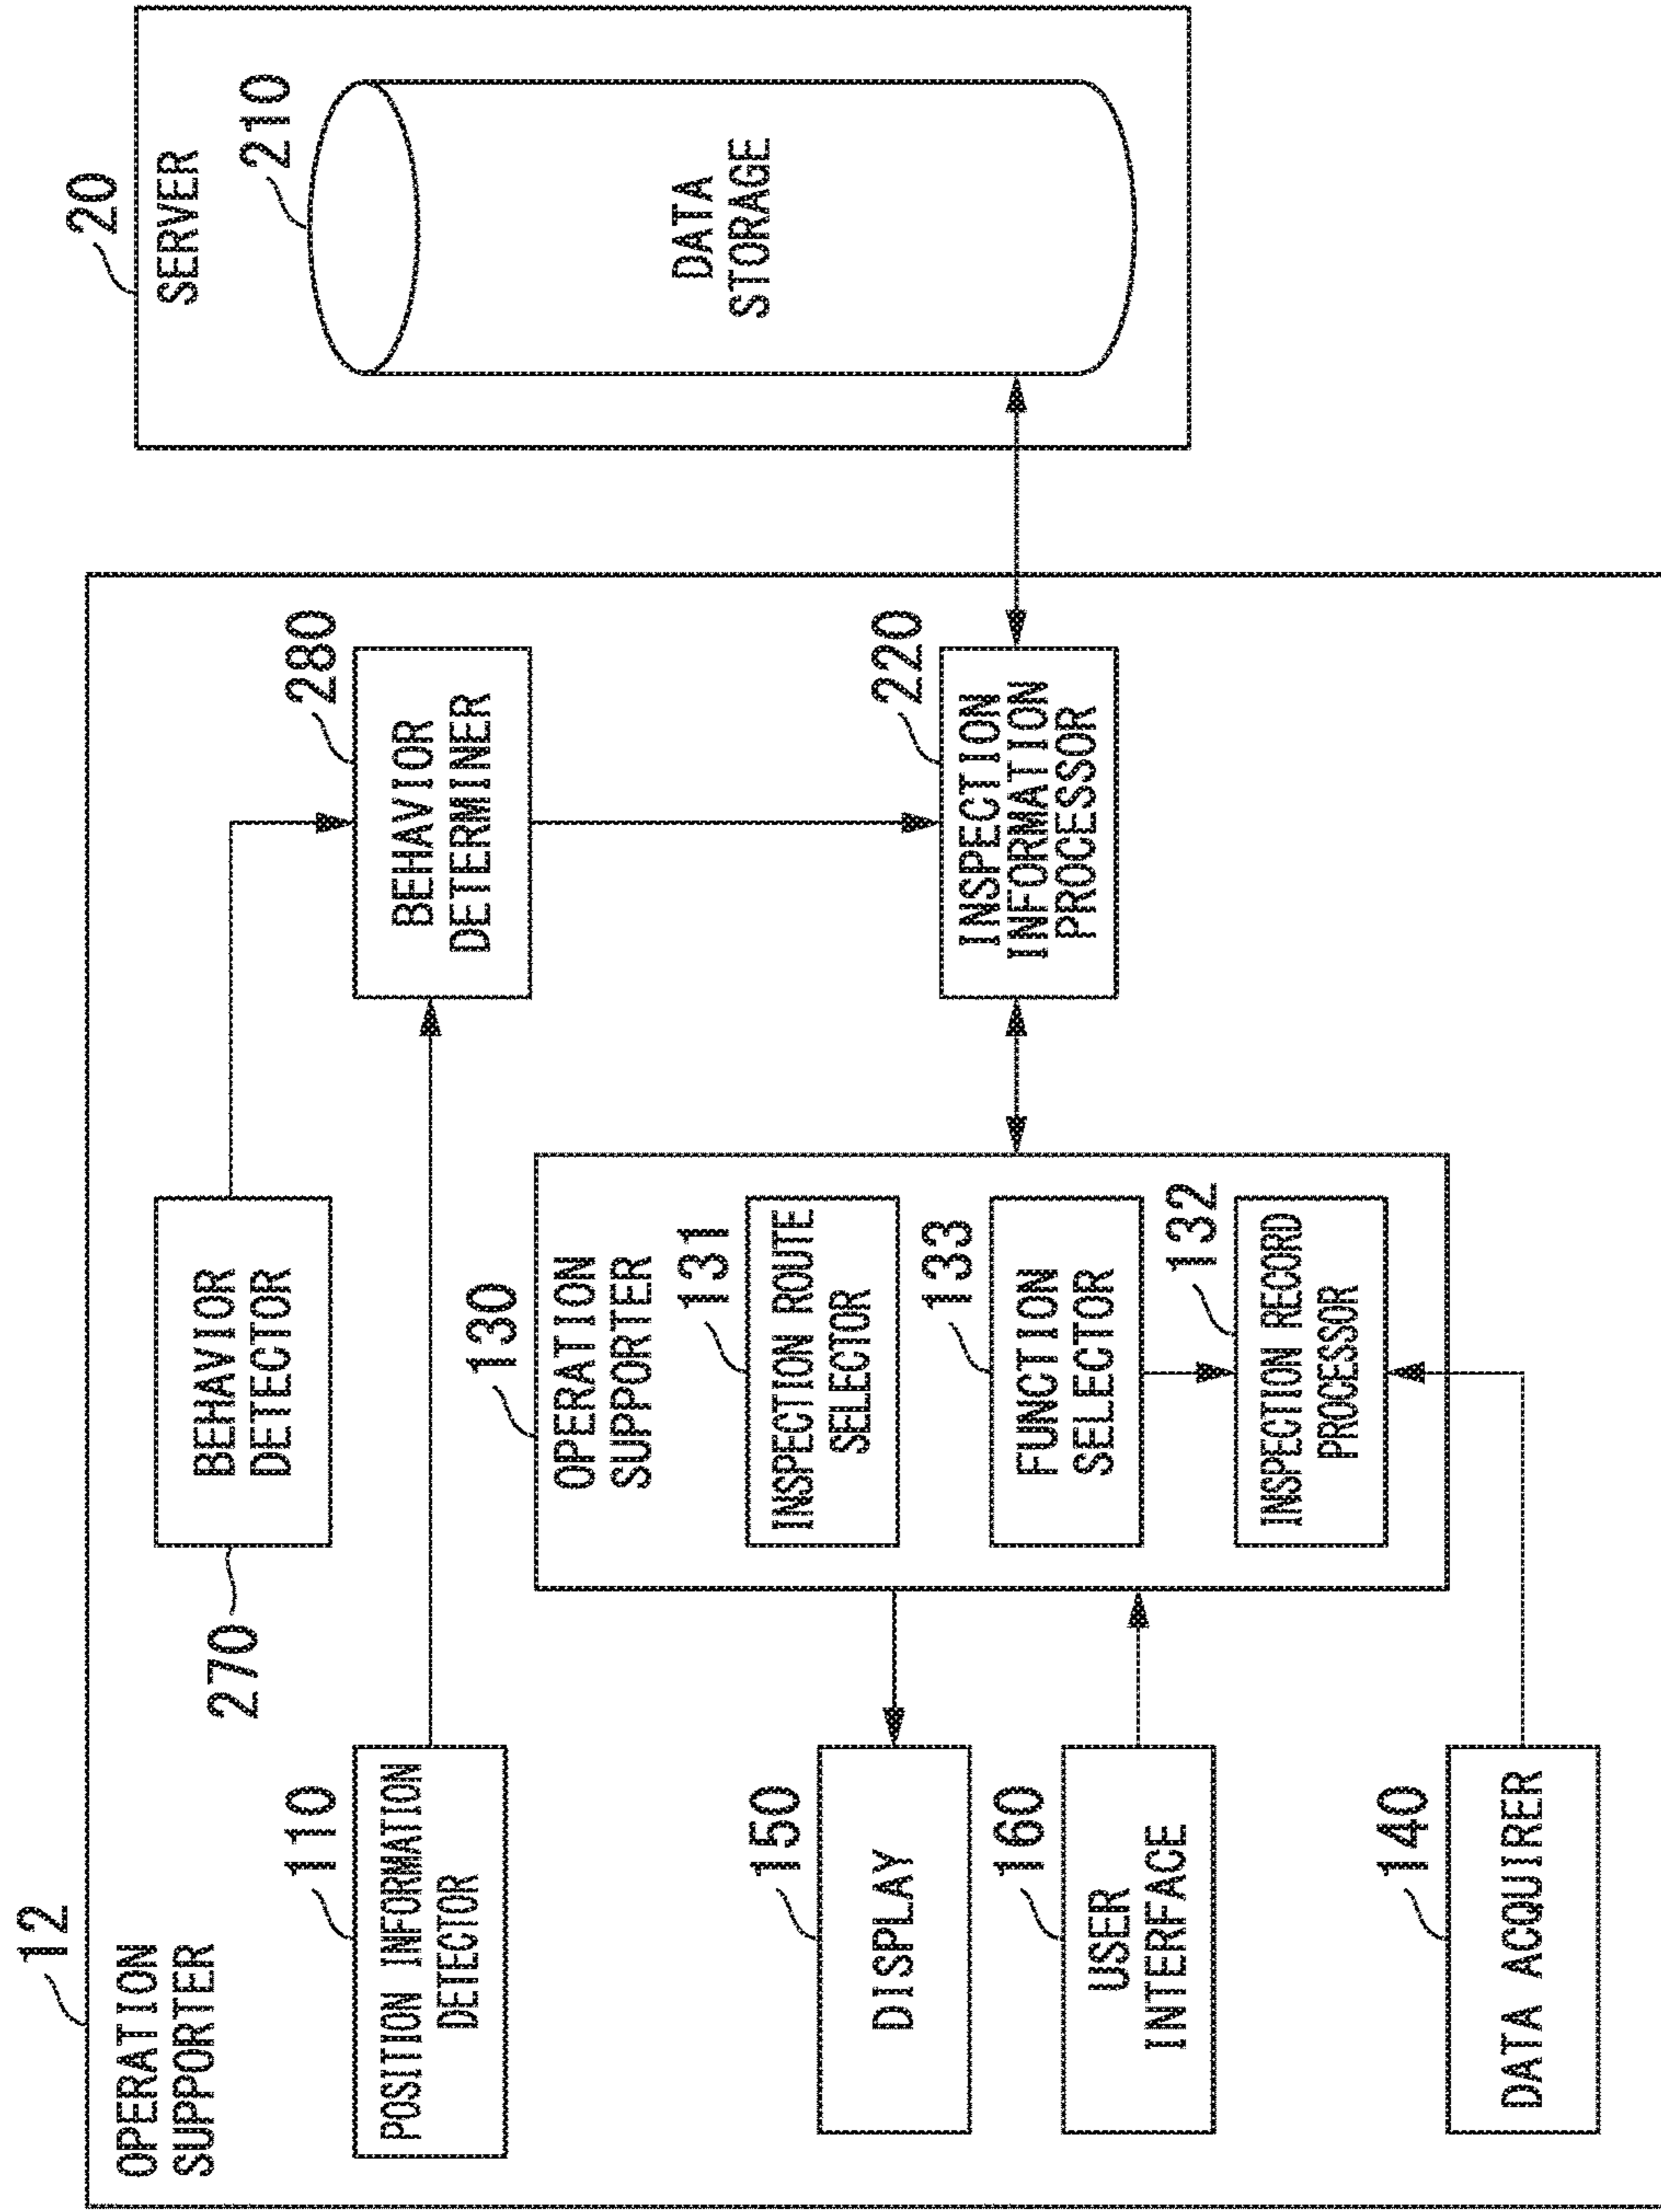 12
OPERATION
SUPPORTER
270
BEHAVIOR
DETECTOR
280
BEHAVIOR
DETERMINER
110
POSITION INFORMATION
DETECTOR
130
OPERATION
SUPPORTER
131
INSPECTION ROUTE
SELECTOR
133
FUNCTION
SELECTOR
132
INSPECTION RECORD
PROCESSOR
220
INSPECTION
INFORMATION
PROCESSOR
150
DISPLAY
160
USER
INTERFACE
140
DATA ACQUIRER
20
SERVER
210
DATA
STORAGE